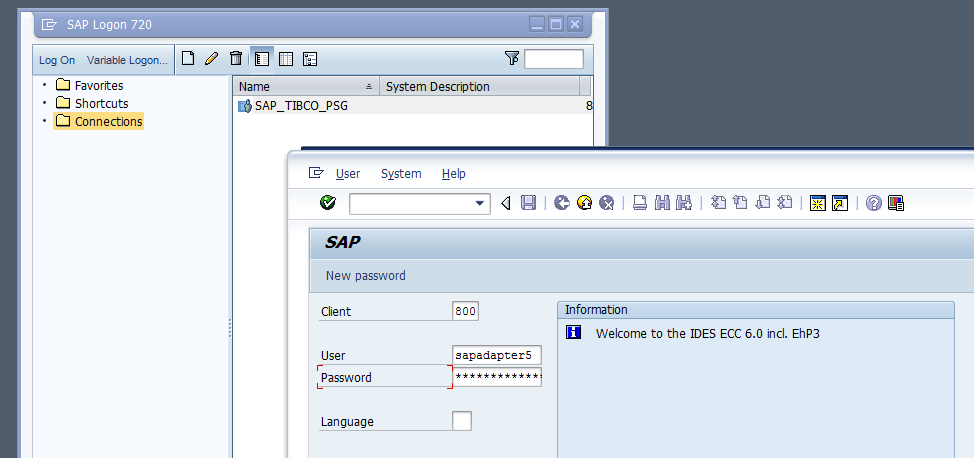 SAP Logon 720
Log On Variable Logon...
Favorites
Shortcuts
Connections
Name System Description
SAP_TIBCO_PSG 8
User System Help
SAP
New password
Client 800
Information
Welcome to the IDES ECC 6.0 incl. EhP3
User sapadapter5
Password *************
Language